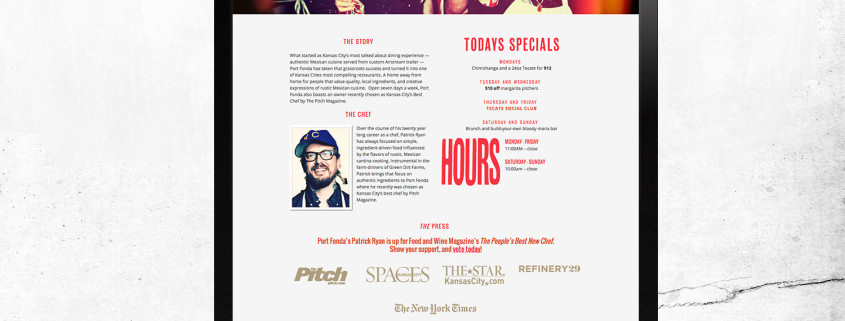 THE STORY
What started as Kansas City's most talked about dining experience —
authentic Mexican cuisine served from custom Airstream trailer —
Port Fonda has taken that grassroots success and turned it into one
of Kansas Cities most compelling restaurants. A home away from
home for people that value quality, local ingredients, and creative
expressions of rustic Mexican cuisine. Open seven days a week, Port
Fonda also boasts an owner recently chosen as Kansas City's Best
Chef by The Pitch Magazine.
THE CHEF
Over the course of his twenty year
long career as a chef, Patrick Ryan
has always focused on simple,
ingredient-driven food influenced
by the flavors of rustic, Mexican
cantina cooking. Instrumental in the
farm-dinners of Green Dirt Farms,
Patrick brings that focus on
authentic ingredients to Port Fonda
where he recently was chosen as
Kansas City's best chef by Pitch
Magazine.
TODAYS SPECIALS
MONDAYS
Chimichanga and a 24oz Tecate for $12
TUESDAY AND WEDNESDAY
$10 off margarita pitchers
THURSDAY AND FRIDAY
TECATE SOCIAL CLUB
SATURDAY AND SUNDAY
Brunch and build-your-own bloody maria bar
HOURS
MONDAY - FRIDAY
11:00AM - close
SATURDAY - SUNDAY
10:00am - close
THE PRESS
Port Fonda's Patrick Ryan is up for Food and Wine Magazine's The People's Best New Chef.
Show your support, and vote today!
The Pitch
pitch.com
SPACES
KANSAS CITY
THE STAR.
KansasCity.com
REFINERY29
The New York Times